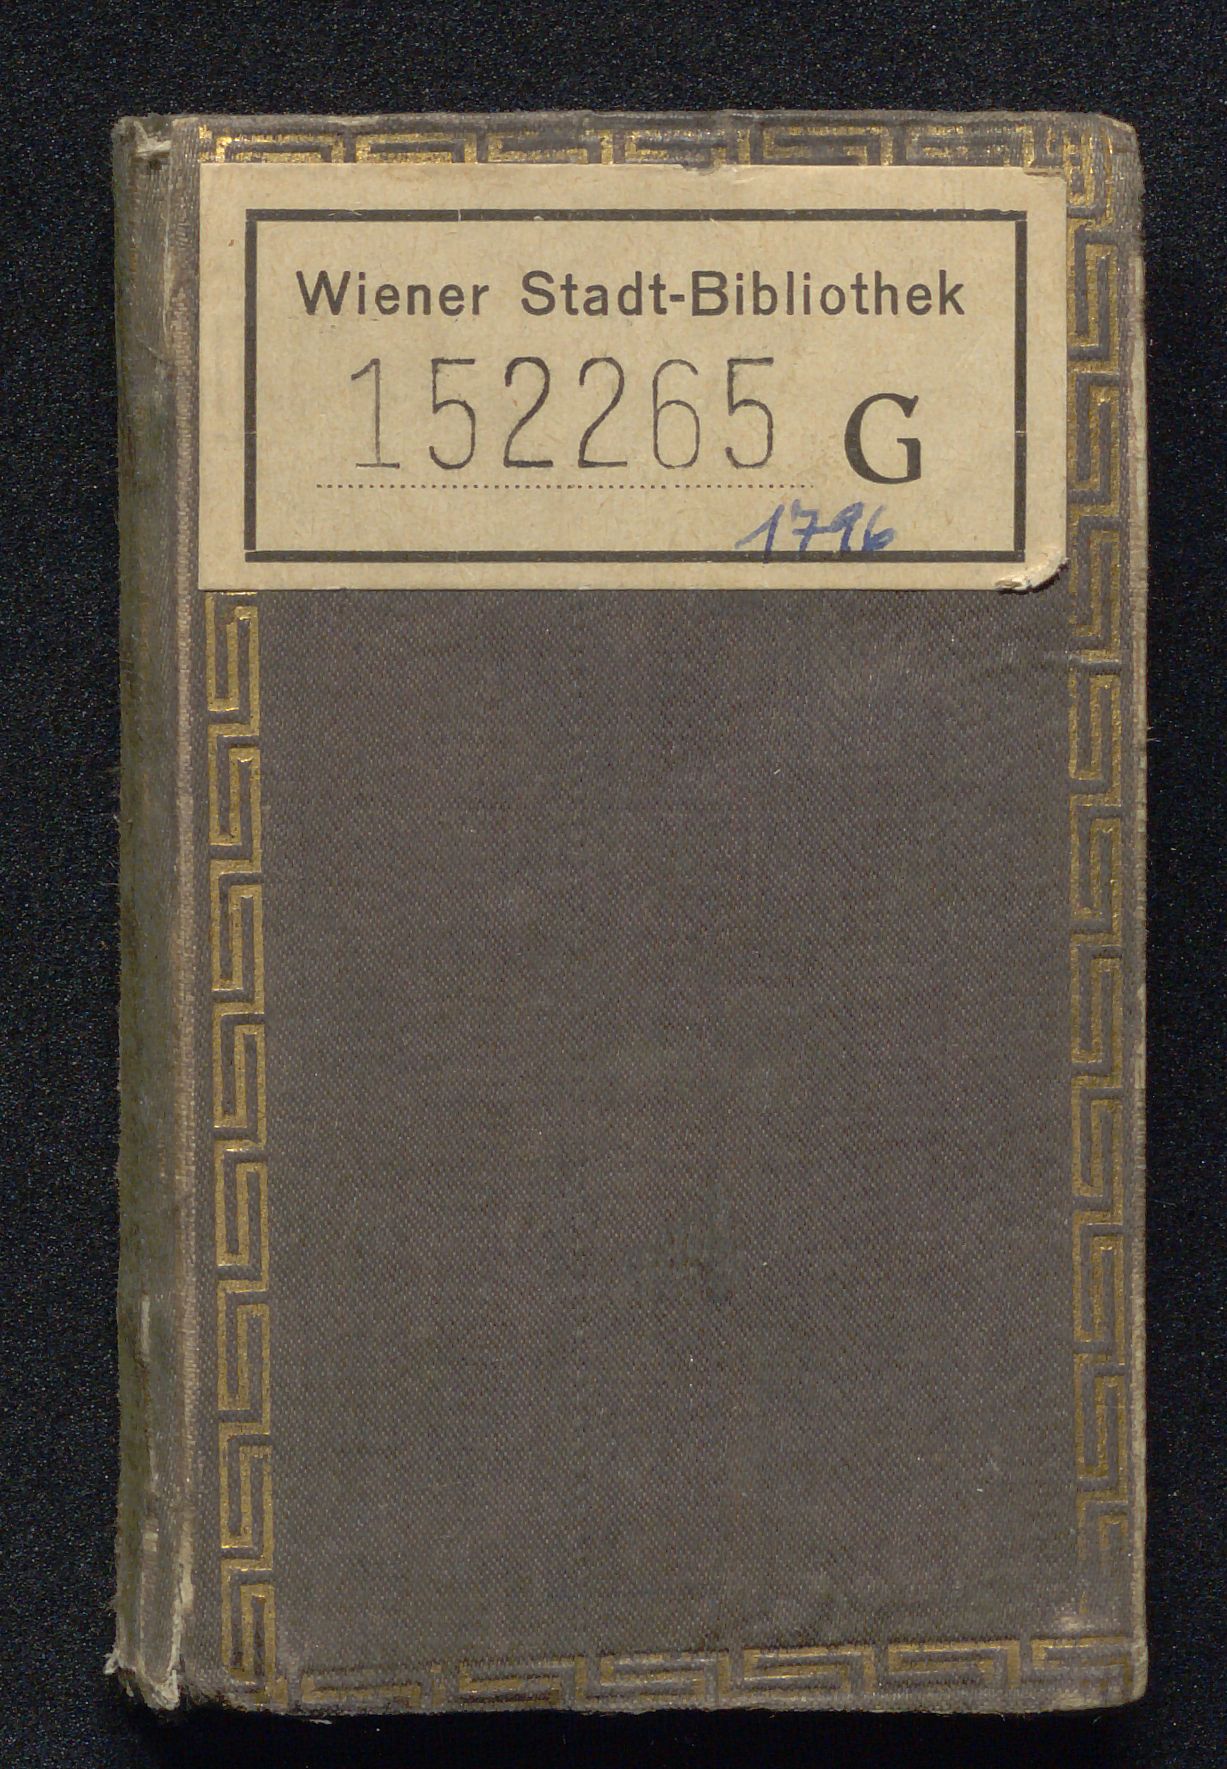 Wiener Stadt-Bibliothek
152265 G
1796